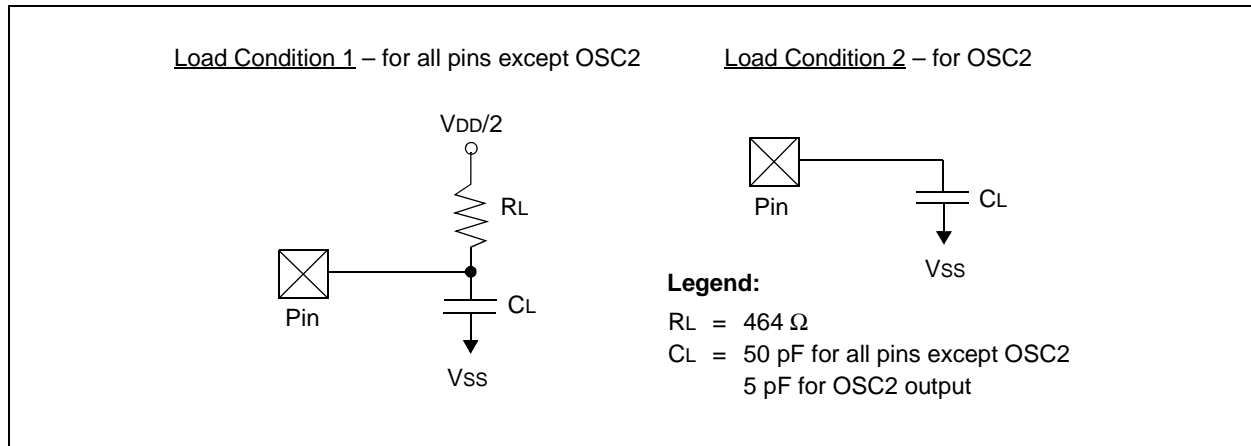 Load Condition 1 – for all pins except OSC2
VDD/2
RL
Pin
CL
VSS
Load Condition 2 – for OSC2
Pin
CL
VSS
Legend:
RL = 464 Ω
CL = 50 pF for all pins except OSC2
5 pF for OSC2 output